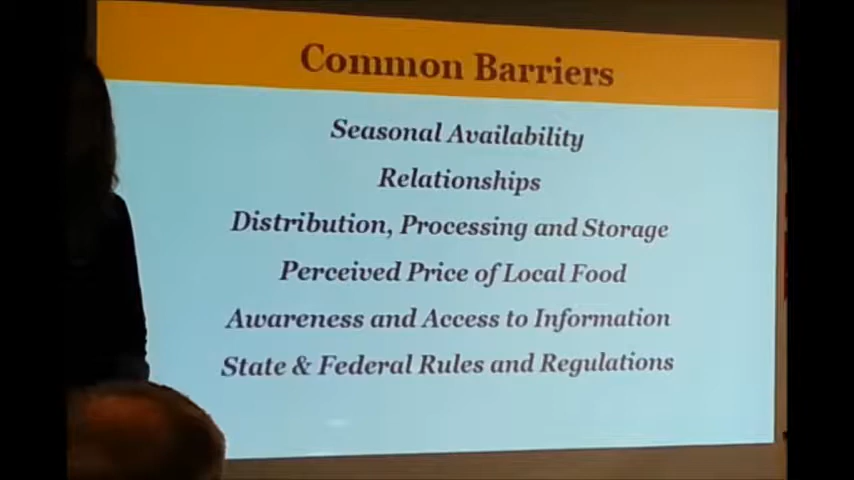 Common Barriers
Seasonal Availability
Relationships
Distribution, Processing and Storage
Perceived Price of Local Food
Awareness and Access to Information
State & Federal Rules and Regulations